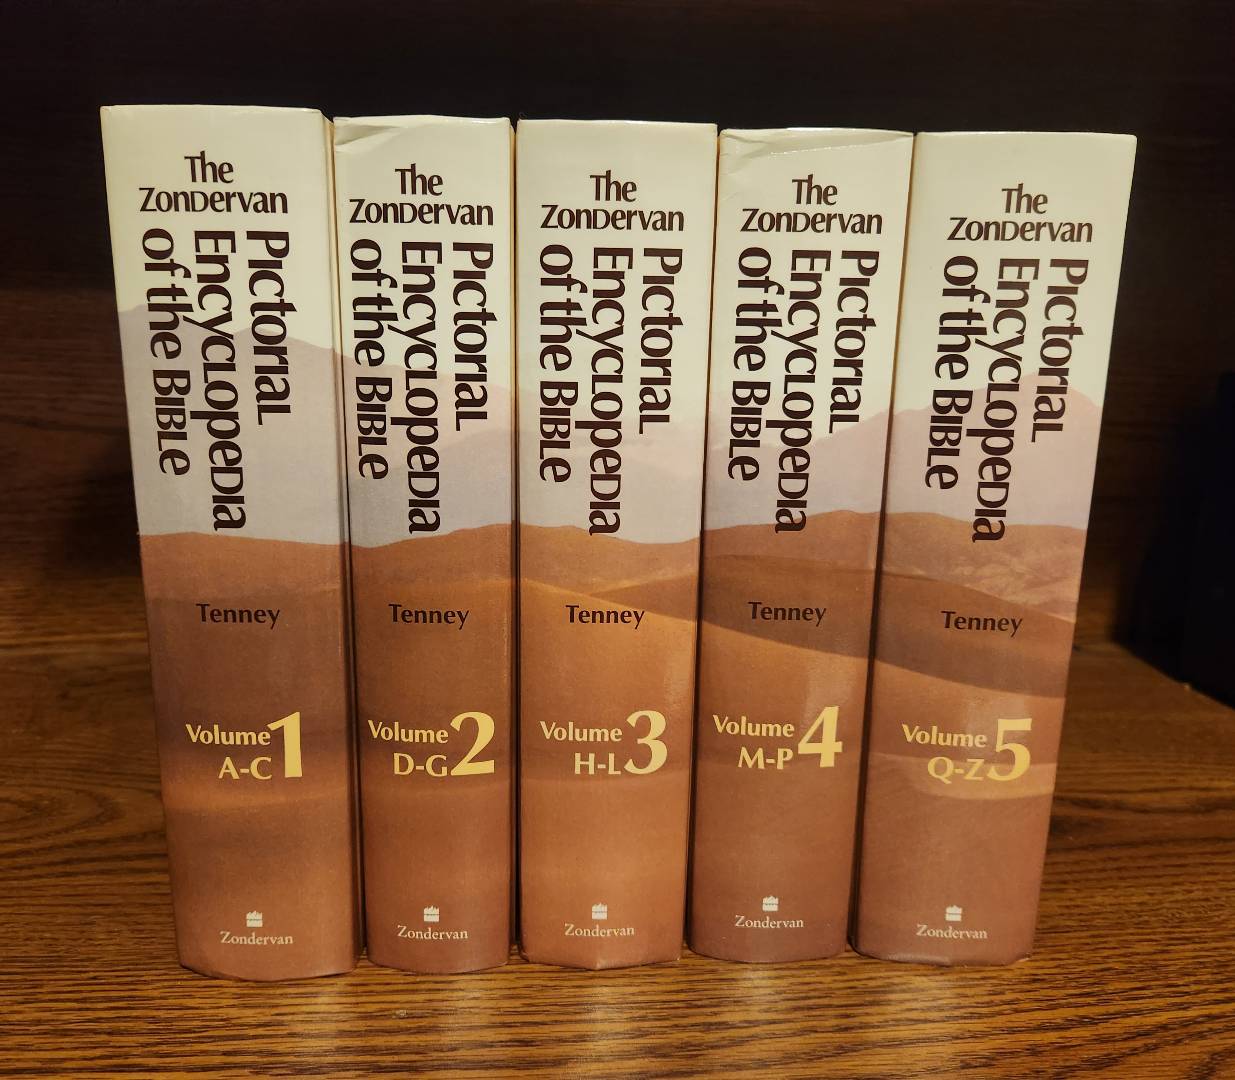 The
Zondervan
Pictorial
Encyclopedia
of the Bible
Tenney
Volume 1
A-C
Zondervan
The
Zondervan
Pictorial
Encyclopedia
of the Bible
Tenney
Volume 2
D-G
Zondervan
The
Zondervan
Pictorial
Encyclopedia
of the Bible
Tenney
Volume 3
H-L
Zondervan
The
Zondervan
Pictorial
Encyclopedia
of the Bible
Tenney
Volume 4
M-P
Zondervan
The
Zondervan
Pictorial
Encyclopedia
of the Bible
Tenney
Volume 5
Q-Z
Zondervan